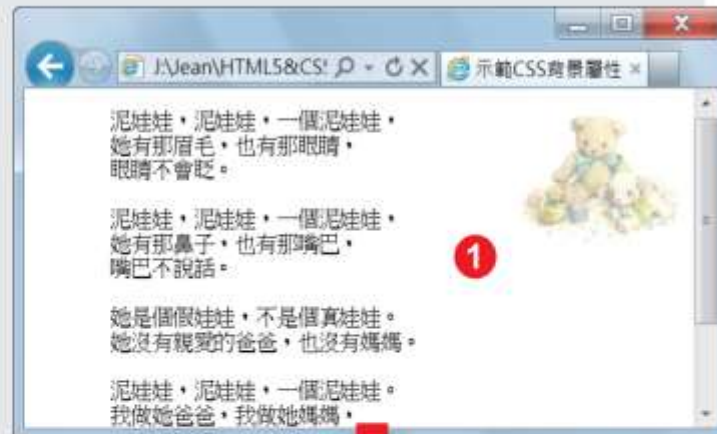 J:\Jean\HTML5&CS!
示範CSS背景屬性
泥娃娃，泥娃娃，一個泥娃娃，
她有那眉毛，也有那眼睛，
眼睛不會眨。
泥娃娃，泥娃娃，一個泥娃娃，
她有那鼻子，也有那嘴巴，
嘴巴不說話。
1
她是個假娃娃，不是個真娃娃。
她沒有親愛的爸爸，也沒有媽媽。
泥娃娃，泥娃娃，一個泥娃娃。
我做她爸爸，我做她媽媽，